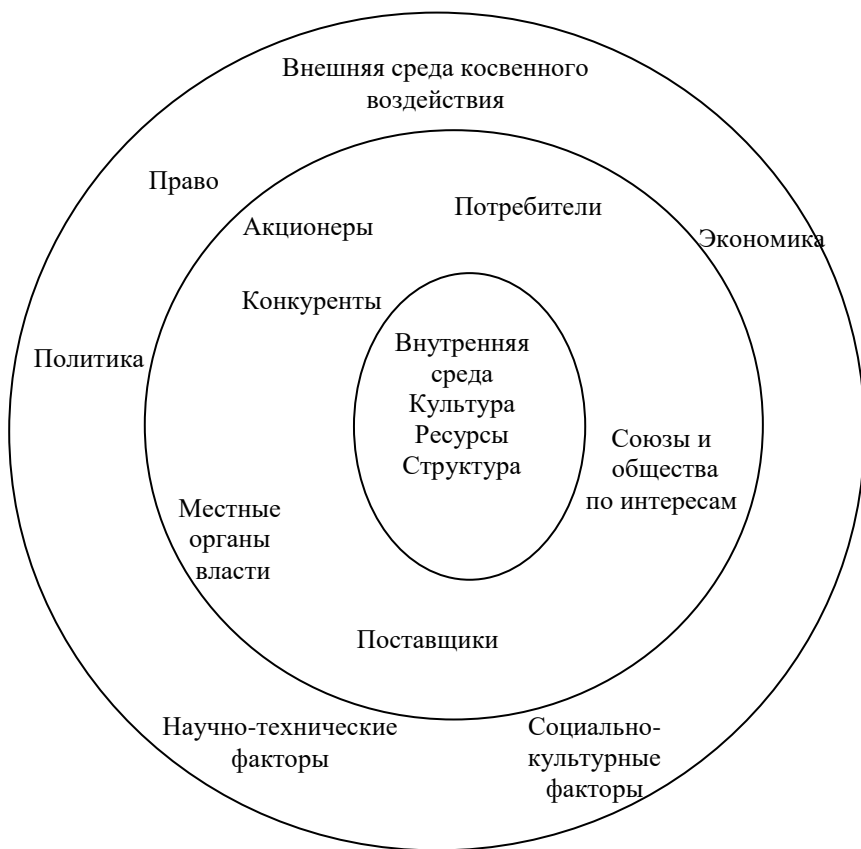 Внешняя среда косвенного
воздействия
Право
Потребители
Акционеры
Экономика
Конкуренты
Внутренняя
среда
Культура
Ресурсы
Структура
Политика
Союзы и
общества
по интересам
Местные
органы
власти
Поставщики
Научно-технические
факторы
Социально-
культурные
факторы